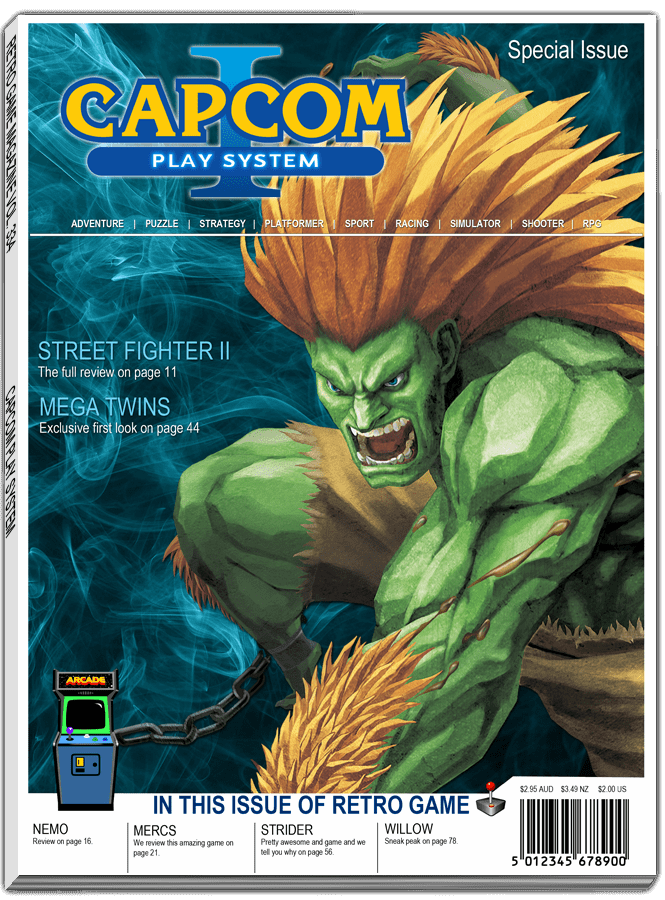 Special Issue
I
CAPCOM
PLAY SYSTEM
ADVENTURE | PUZZLE | STRATEGY | PLATFORMER | SPORT | RACING | SIMULATOR | SHOOTER | RPG
STREET FIGHTER II
The full review on page 11
MEGA TWINS
Exclusive first look on page 44
ARCADE
IN THIS ISSUE OF RETRO GAME
$2.95 AUD $3.49 NZ $2.00 US
NEMO
Review on page 16.
MERCS
We review this amazing game on
page 21.
STRIDER
Pretty awesome and game and we
tell you why on page 56.
WILLOW
Sneak peak on page 78.
5 012345 678900
CAPCOM PLAY SYSTEM